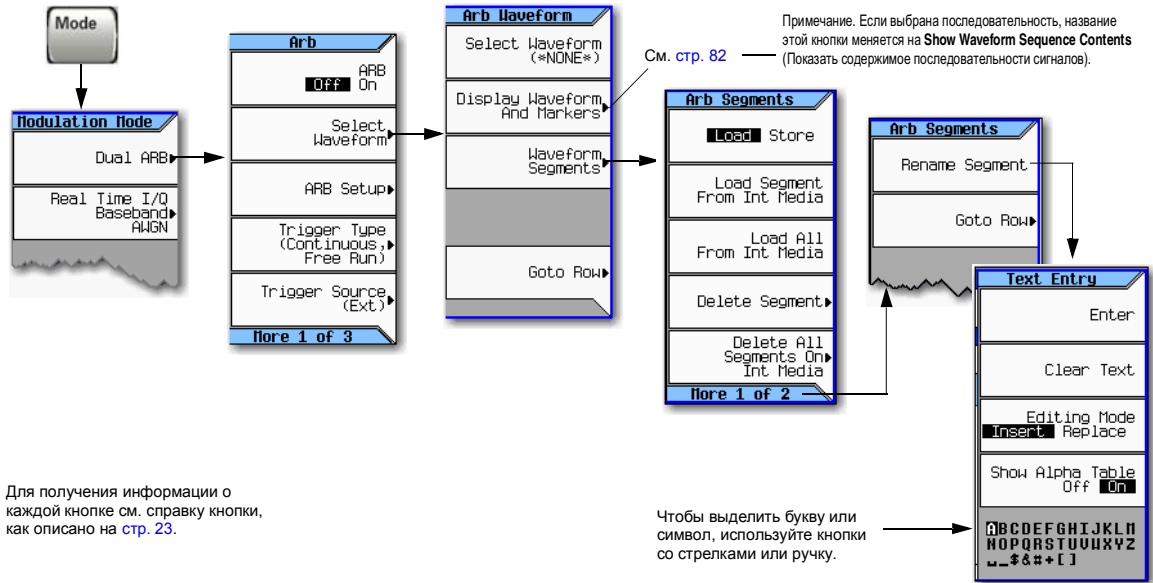 Mode
Modulation Mode
Dual ARB
Real Time I/Q
Baseband
AWGN
Arb
ARB
Off On
Select
Waveform
ARB Setup
Trigger Type
(Continuous,
Free Run)
Trigger Source
(Ext)
More 1 of 3
Arb Waveform
Select Waveform
(*NONE*)
Display Waveform
And Markers
Waveform
Segments
Goto Row
См. стр. 82
Примечание. Если выбрана последовательность, название
этой кнопки меняется на Show Waveform Sequence Contents
(Показать содержимое последовательности сигналов).
Arb Segments
Load Store
Load Segment
From Int Media
Load All
From Int Media
Delete Segment
Delete All
Segments On
Int Media
More 1 of 2
Arb Segments
Rename Segment
Goto Row
Text Entry
Enter
Clear Text
Editing Mode
Insert Replace
Show Alpha Table
Off On
ABCDEFGHIJKLM
NOPQRSTUVWXYZ
␣_$&#+[]
Для получения информации о
каждой кнопке см. справку кнопки,
как описано на стр. 23.
Чтобы выделить букву или
символ, используйте кнопки
со стрелками или ручку.